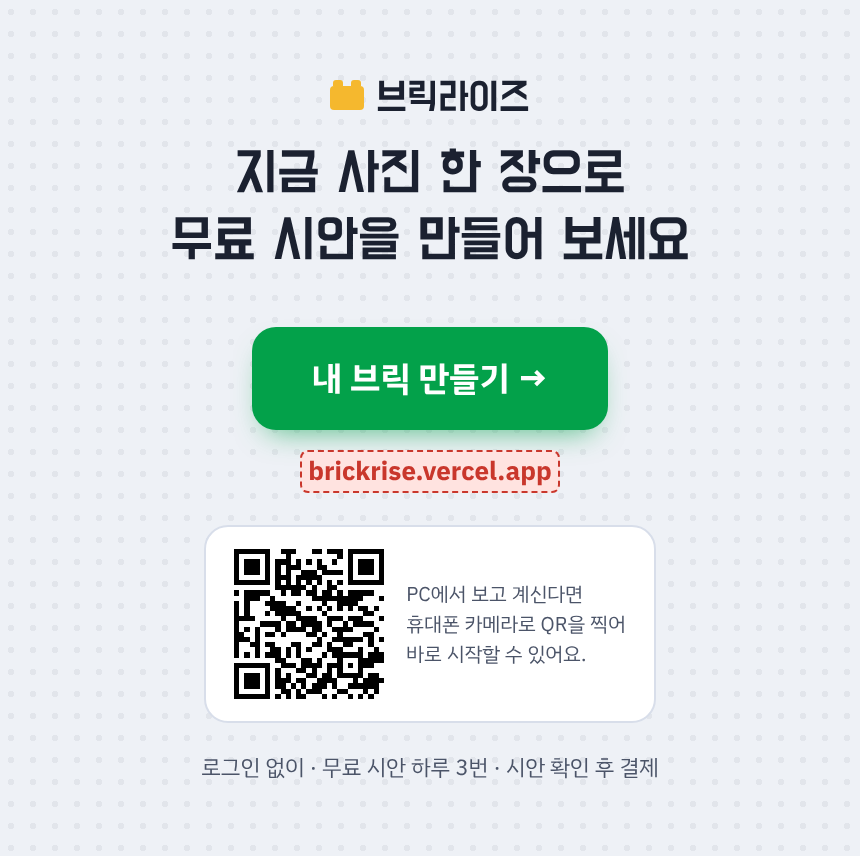 브릭라이즈
지금 사진 한 장으로
무료 시안을 만들어 보세요
내 브릭 만들기 →
brickrise.vercel.app
PC에서 보고 계신다면
휴대폰 카메라로 QR을 찍어
바로 시작할 수 있어요.
로그인 없이 · 무료 시안 하루 3번 · 시안 확인 후 결제